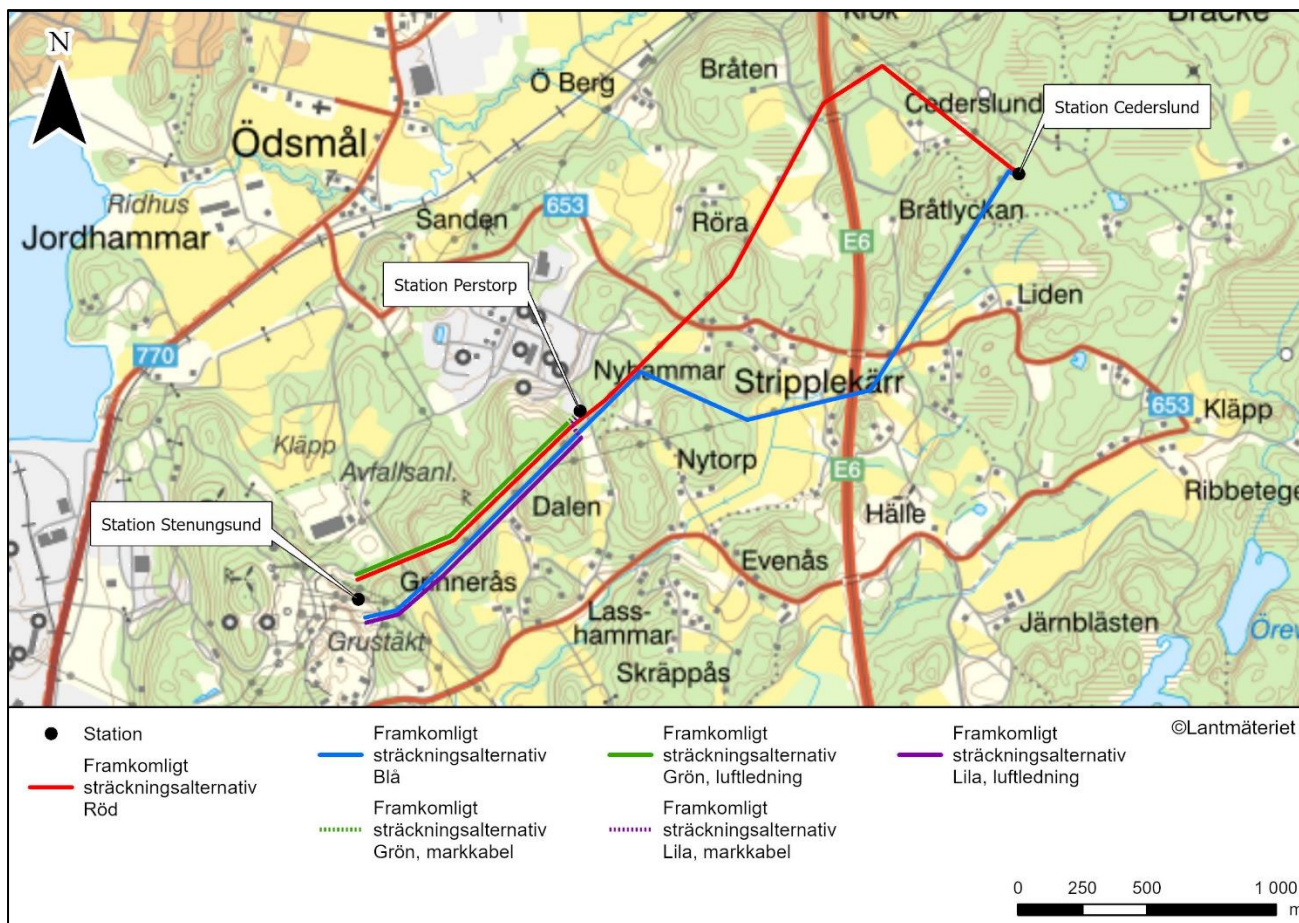 Krok
Bräcke
N
Bråten
Ö Berg
Cederslund
Station Cederslund
Ödsmål
Ridhus
Sanden
653
Röra
Bråtlyckan
Jordhammar
E6
Station Perstorp
Liden
770
Nyhammar
Stripplekärr
653
Kläpp
Kläpp
Avfallsanl.
Nytorp
E6
Ribbetege
Station Stenungsund
Dalen
Hälle
Grinnerås
Evenås
Lass-
hammar
Järnblästen
Örev
Grustäkt
Skräppås
Station
Framkomligt
sträckningsalternativ
Röd
Framkomligt
sträckningsalternativ
Blå
Framkomligt
sträckningsalternativ
Grön, luftledning
Framkomligt
sträckningsalternativ
Lila, luftledning
©Lantmäteriet
Framkomligt
sträckningsalternativ
Grön, markkabel
Framkomligt
sträckningsalternativ
Lila, markkabel
0 250 500 1 000
m